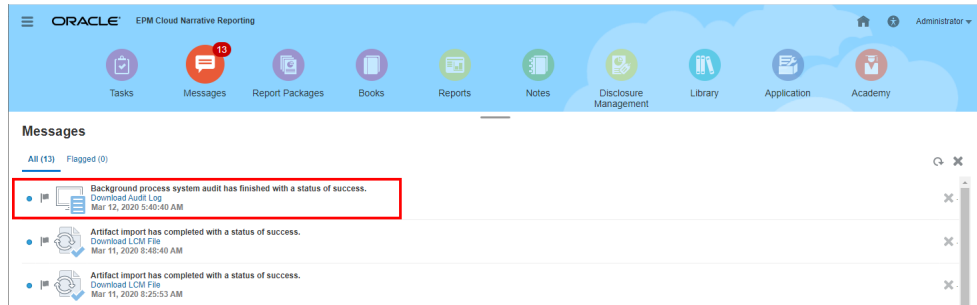 ORACLE® EPM Cloud Narrative Reporting Administrator
13
Tasks Messages Report Packages Books Reports Notes Disclosure Management Library Application Academy
Messages
All (13) Flagged (0)
Background process system audit has finished with a status of success.
Download Audit Log
Mar 12, 2020 5:40:40 AM
Artifact import has completed with a status of success.
Download LCM File
Mar 11, 2020 8:48:40 AM
Artifact import has completed with a status of success.
Download LCM File
Mar 11, 2020 8:25:53 AM